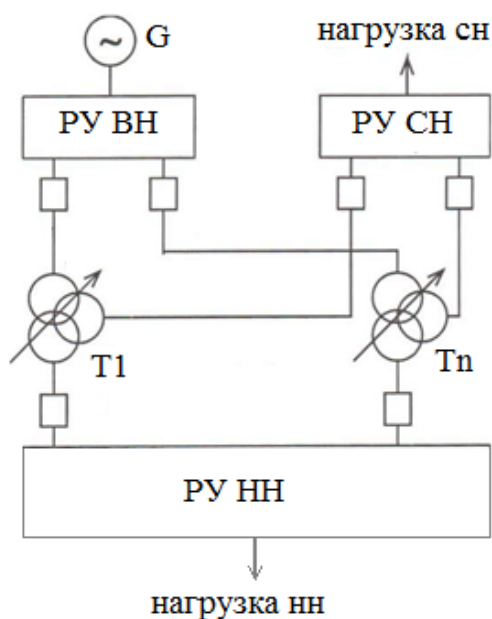 G
нагрузка сн
РУ ВН
РУ СН
T1
Tn
РУ НН
нагрузка нн